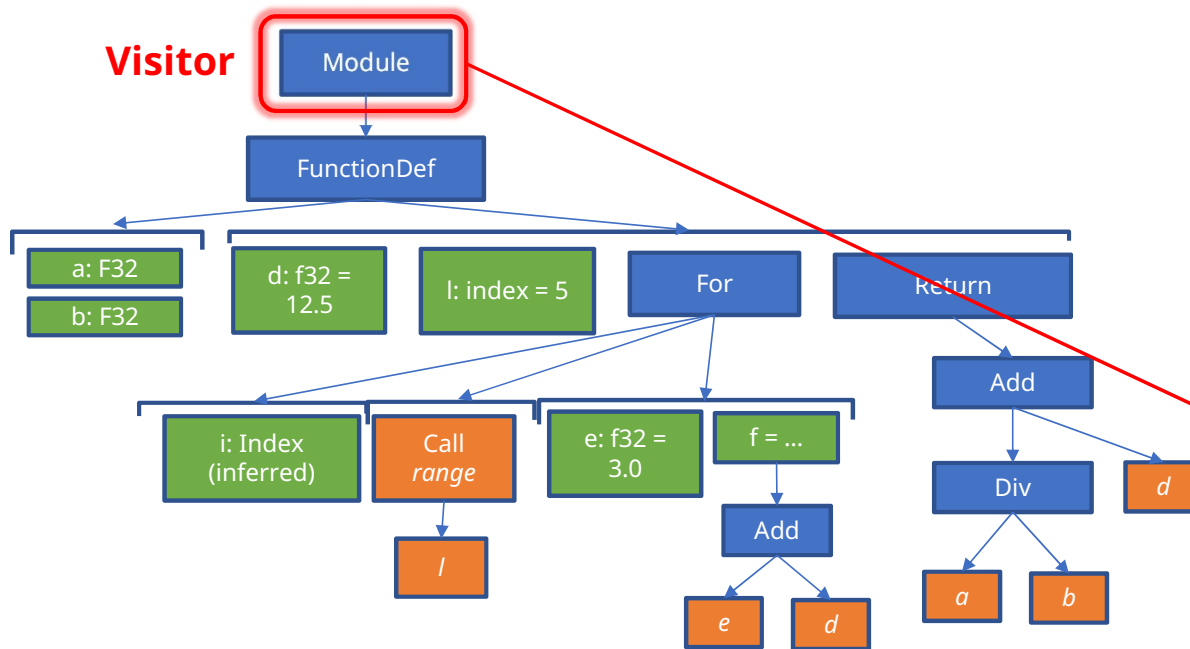 Visitor
Module
FunctionDef
a: F32
b: F32
d: f32 =
12.5
l: index = 5
For
Return
i: Index
(inferred)
Call
range
l
e: f32 =
3.0
f = ...
Add
e
d
Add
Div
d
a
b